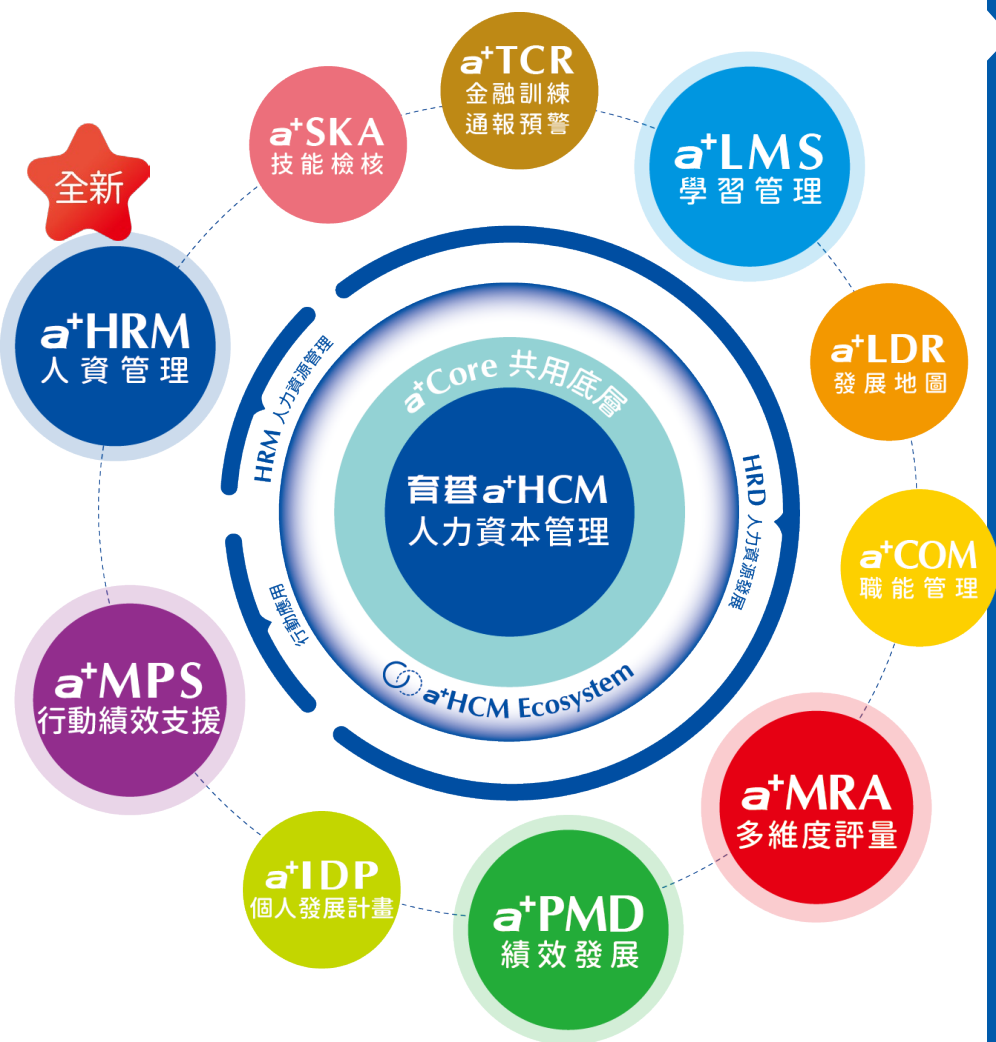 a⁺TCR
金融訓練
通報預警
a⁺SKA
技能檢核
a⁺LMS
學習管理
全新
a⁺HRM
人資管理
a⁺LDR
發展地圖
HRM 人力資源管理
a⁺Core 共用底層
育碁a⁺HCM
人力資本管理
HRD 人力資源發展
a⁺COM
職能管理
行動應用
a⁺HCM Ecosystem
a⁺MPS
行動績效支援
a⁺MRA
多維度評量
a⁺IDP
個人發展計畫
a⁺PMD
績效發展